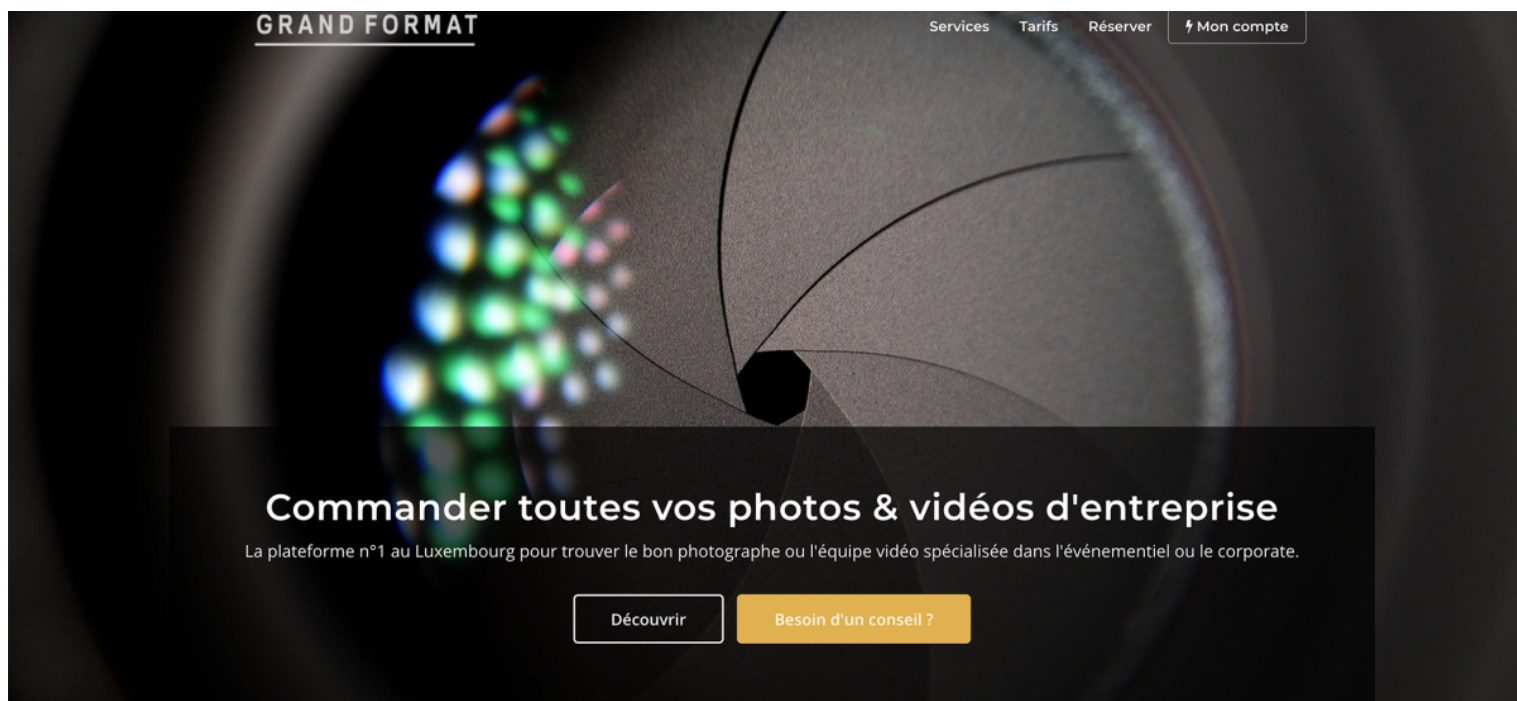 GRAND FORMAT
Services Tarifs Réserver Mon compte
Commander toutes vos photos & vidéos d'entreprise
La plateforme n°1 au Luxembourg pour trouver le bon photographe ou l'équipe vidéo spécialisée dans l'événementiel ou le corporate.
Découvrir Besoin d'un conseil ?